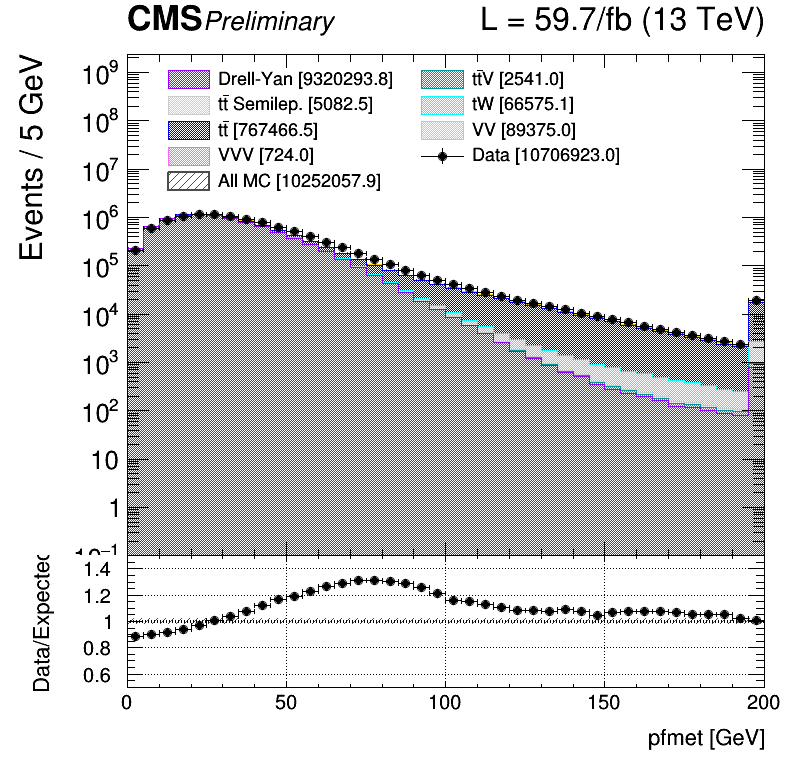 CMS Preliminary L = 59.7/fb (13 TeV)
Events / 5 GeV
Drell-Yan [9320293.8]
tt̄ Semilep. [5082.5]
tt̄ [767466.5]
VVV [724.0]
All MC [10252057.9]
tt̄V [2541.0]
tW [66575.1]
VV [89375.0]
Data [10706923.0]
10⁹
10⁸
10⁷
10⁶
10⁵
10⁴
10³
10²
10
1
10⁻¹
Data/Expected
1.4
1.2
1
0.8
0.6
0 50 100 150 200
pfmet [GeV]